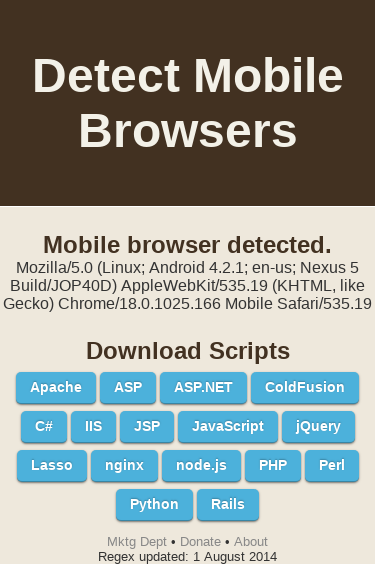 Detect Mobile
Browsers
Mobile browser detected.
Mozilla/5.0 (Linux; Android 4.2.1; en-us; Nexus 5
Build/JOP40D) AppleWebKit/535.19 (KHTML, like
Gecko) Chrome/18.0.1025.166 Mobile Safari/535.19
Download Scripts
Apache ASP ASP.NET ColdFusion
C# IIS JSP JavaScript jQuery
Lasso nginx node.js PHP Perl
Python Rails
Mktg Dept • Donate • About
Regex updated: 1 August 2014